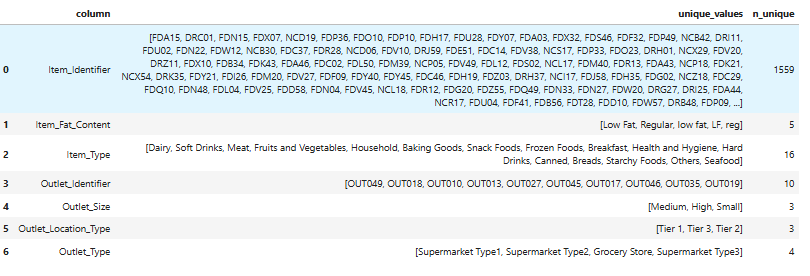 column unique_values n_unique
[FDA15, DRC01, FDN15, FDX07, NCD19, FDP36, FDO10, FDP10, FDH17, FDU28, FDY07, FDA03, FDX32, FDS46, FDF32, FDP49, NCB42, DRI11,
FDU02, FDN22, FDW12, NCB30, FDC37, FDR28, NCD06, FDV10, DRJ59, FDE51, FDC14, FDV38, NCS17, FDP33, FDO23, DRH01, NCX29, FDV20,
DRZ11, FDX10, FDB34, FDK43, FDA46, FDC02, FDL50, FDM39, NCP05, FDV49, FDL12, FDS02, NCL17, FDM40, FDR13, FDA43, NCP18, FDK21,
0 Item_Identifier NCX54, DRK35, FDY21, FDI26, FDM20, FDV27, FDF09, FDY40, FDY45, FDC46, FDH19, FDZ03, DRH37, NCI17, FDJ58, FDH35, FDG02, NCZ18, FDC29, 1559
FDQ10, FDN48, FDL04, FDV25, FDD58, FDN04, FDV45, NCL18, FDR12, FDG20, FDZ55, FDQ49, FDN33, FDN27, FDW20, DRG27, DRI25, FDA44,
NCR17, FDU04, FDF41, FDB56, FDT28, FDD10, FDW57, DRB48, FDP09, ...]
1 Item_Fat_Content [Low Fat, Regular, low fat, LF, reg] 5
2 Item_Type [Dairy, Soft Drinks, Meat, Fruits and Vegetables, Household, Baking Goods, Snack Foods, Frozen Foods, Breakfast, Health and Hygiene, Hard 16
Drinks, Canned, Breads, Starchy Foods, Others, Seafood]
3 Outlet_Identifier [OUT049, OUT018, OUT010, OUT013, OUT027, OUT045, OUT017, OUT046, OUT035, OUT019] 10
4 Outlet_Size [Medium, High, Small] 3
5 Outlet_Location_Type [Tier 1, Tier 3, Tier 2] 3
6 Outlet_Type [Supermarket Type1, Supermarket Type2, Grocery Store, Supermarket Type3] 4